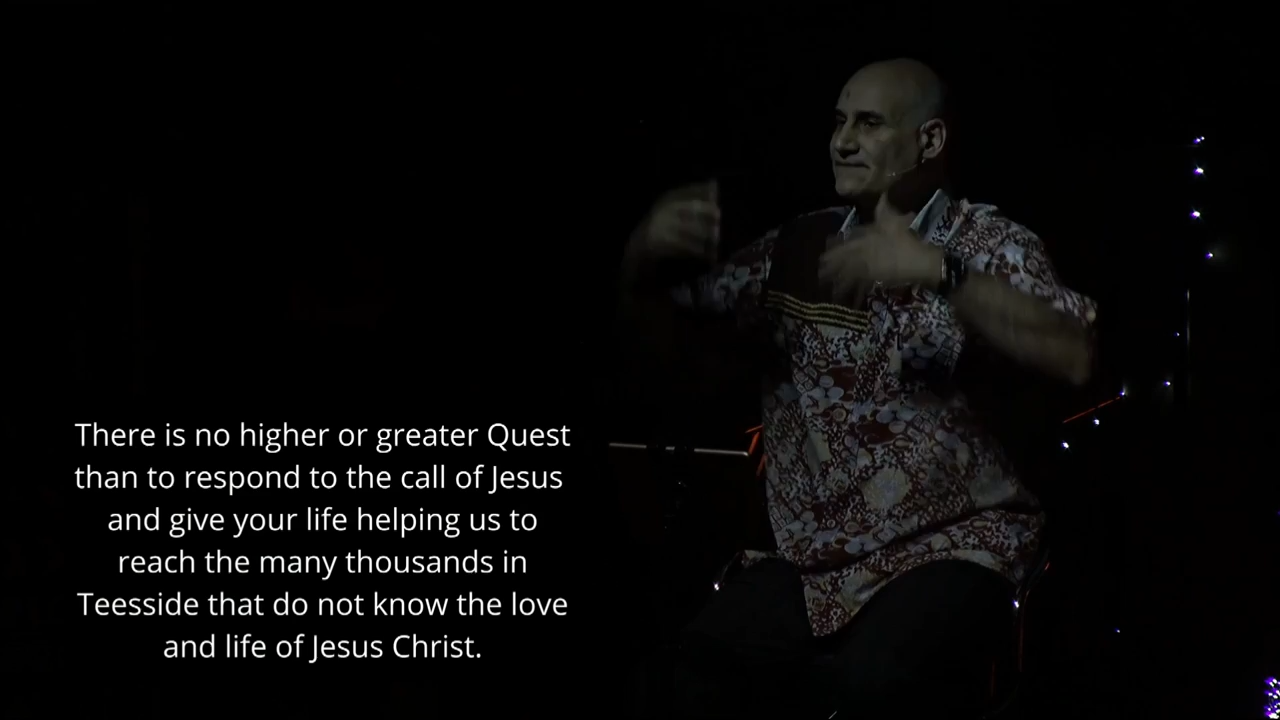 There is no higher or greater Quest
than to respond to the call of Jesus
and give your life helping us to
reach the many thousands in
Teesside that do not know the love
and life of Jesus Christ.